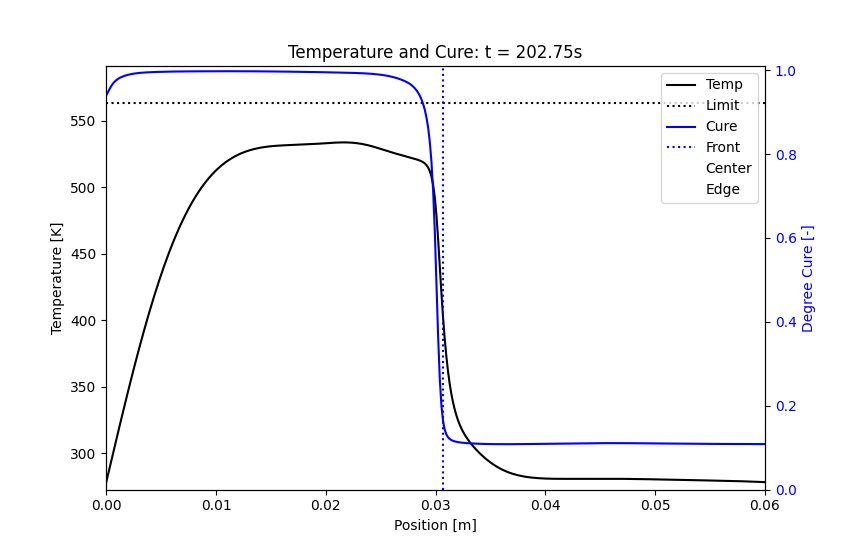 Temperature and Cure: t = 202.75s
Temp
Limit
Cure
Front
Center
Edge
550
500
450
400
350
300
Temperature [K]
1.0
0.8
0.6
0.4
0.2
0.0
Degree Cure [-]
0.00 0.01 0.02 0.03 0.04 0.05 0.06
Position [m]